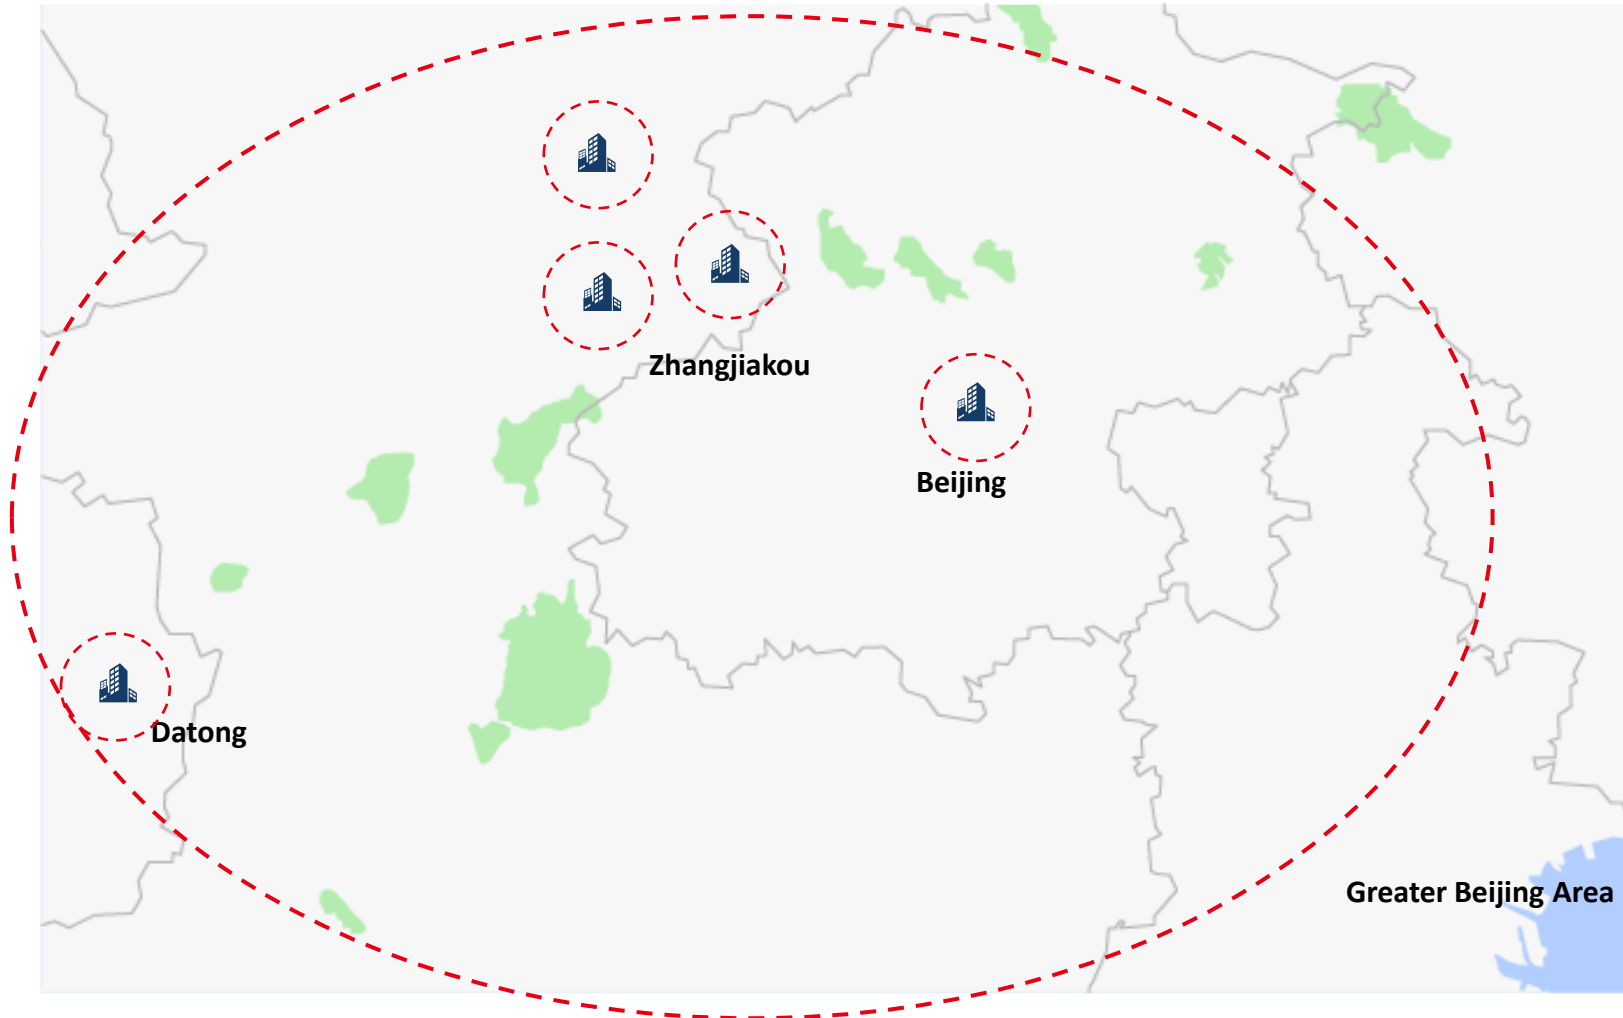 Zhangjiakou
Beijing
Datong
Greater Beijing Area